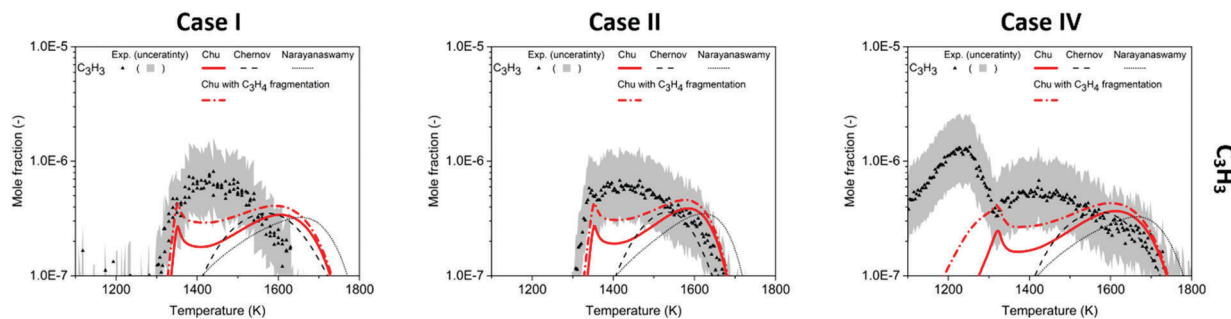 Case I
Case II
Case IV
1.0E-5
Exp. (unceratinty) Chu Chernov Narayanaswamy
C3H3 ( )
Chu with C3H4 fragmentation
Mole fraction (-)
1.0E-6
1.0E-7
1200 1400 1600 1800
Temperature (K)
1.0E-5
Exp. (unceratinty) Chu Chernov Narayanaswamy
C3H3 ( )
Chu with C3H4 fragmentation
Mole fraction (-)
1.0E-6
1.0E-7
1200 1400 1600 1800
Temperature (K)
1.0E-5
Exp. (unceratinty) Chu Chernov Narayanaswamy
C3H3 ( )
Chu with C3H4 fragmentation
Mole fraction (-)
1.0E-6
1.0E-7
1200 1400 1600 1800
Temperature (K)
C3H3